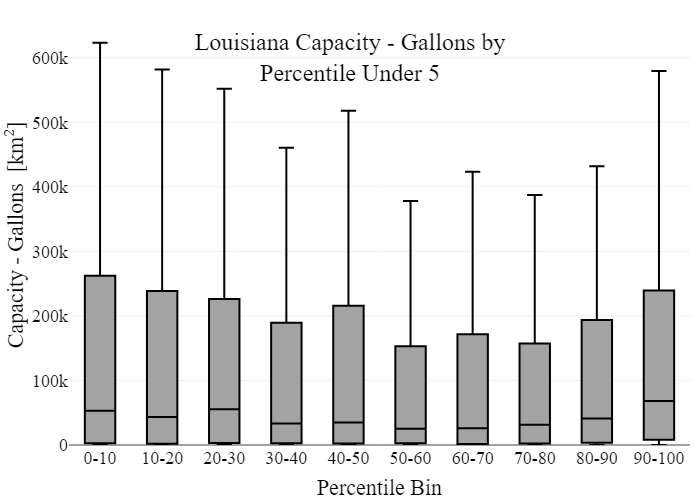 Louisiana Capacity - Gallons by
Percentile Under 5
Capacity - Gallons [km²]
600k
500k
400k
300k
200k
100k
0
0-10 10-20 20-30 30-40 40-50 50-60 60-70 70-80 80-90 90-100
Percentile Bin